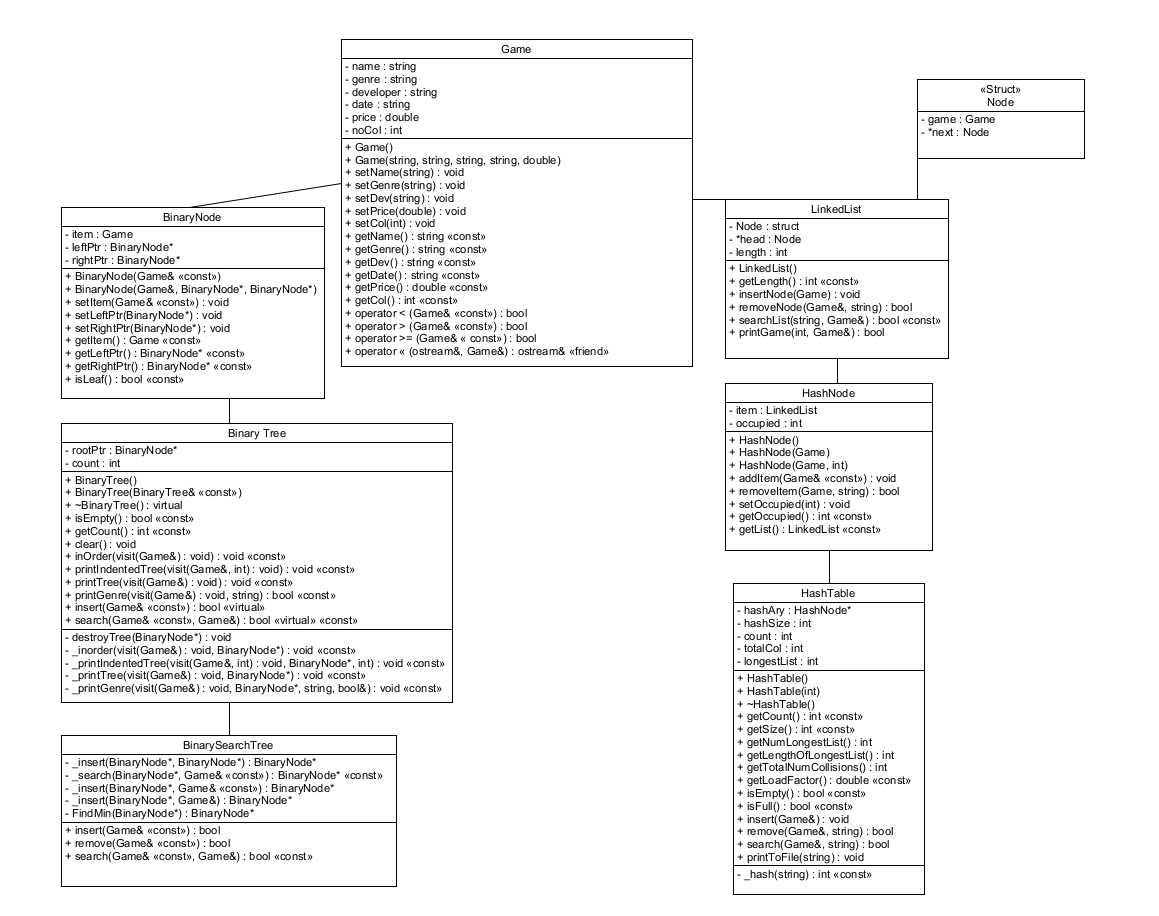 Game
- name : string
- genre : string
- developer : string
- date : string
- price : double
- noCol : int
+ Game()
+ Game(string, string, string, string, double)
+ setName(string) : void
+ setGenre(string) : void
+ setDev(string) : void
+ setPrice(double) : void
+ setCol(int) : void
+ getName() : string «const»
+ getGenre() : string «const»
+ getDev() : string «const»
+ getDate() : string «const»
+ getPrice() : double «const»
+ getCol() : int «const»
+ operator < (Game& «const») : bool
+ operator > (Game& «const») : bool
+ operator >= (Game& « const») : bool
+ operator « (ostream&, Game&) : ostream& «friend»
«Struct»
Node
- game : Game
- *next : Node
BinaryNode
- item : Game
- leftPtr : BinaryNode*
- rightPtr : BinaryNode*
+ BinaryNode(Game& «const»)
+ BinaryNode(Game&, BinaryNode*, BinaryNode*)
+ setItem(Game& «const») : void
+ setLeftPtr(BinaryNode*) : void
+ setRightPtr(BinaryNode*) : void
+ getItem() : Game «const»
+ getLeftPtr() : BinaryNode* «const»
+ getRightPtr() : BinaryNode* «const»
+ isLeaf() : bool «const»
LinkedList
- Node : struct
- *head : Node
- length : int
+ LinkedList()
+ getLength() : int «const»
+ insertNode(Game) : void
+ removeNode(Game&, string) : bool
+ searchList(string, Game&) : bool «const»
+ printGame(int, Game&) : bool
HashNode
- item : LinkedList
- occupied : int
+ HashNode()
+ HashNode(Game)
+ HashNode(Game, int)
+ addItem(Game& «const») : void
+ removeItem(Game, string) : bool
+ setOccupied(int) : void
+ getOccupied() : int «const»
+ getList() : LinkedList «const»
Binary Tree
- rootPtr : BinaryNode*
- count : int
+ BinaryTree()
+ BinaryTree(BinaryTree& «const»)
+ ~BinaryTree() : virtual
+ isEmpty() : bool «const»
+ getCount() : int «const»
+ clear() : void
+ inOrder(visit(Game&) : void) : void «const»
+ printIndentedTree(visit(Game&, int) : void) : void «const»
+ printTree(visit(Game&) : void) : void «const»
+ printGenre(visit(Game&) : void, string) : bool «const»
+ insert(Game& «const») : bool «virtual»
+ search(Game& «const», Game&) : bool «virtual» «const»
- destroyTree(BinaryNode*) : void
- _inorder(visit(Game&) : void, BinaryNode*) : void «const»
- _printIndentedTree(visit(Game&, int) : void, BinaryNode*, int) : void «const»
- _printTree(visit(Game&) : void, BinaryNode*) : void «const»
- _printGenre(visit(Game&) : void, BinaryNode*, string, bool&) : void «const»
HashTable
- hashAry : HashNode*
- hashSize : int
- count : int
- totalCol : int
- longestList : int
+ HashTable()
+ HashTable(int)
+ ~HashTable()
+ getCount() : int «const»
+ getSize() : int «const»
+ getNumLongestList() : int
+ getLengthOfLongestList() : int
+ getTotalNumCollisions() : int
+ getLoadFactor() : double «const»
+ isEmpty() : bool «const»
+ isFull() : bool «const»
+ insert(Game&) : void
+ remove(Game&, string) : bool
+ search(Game&, string) : bool
+ printToFile(string) : void
- _hash(string) : int «const»
BinarySearchTree
- _insert(BinaryNode*, BinaryNode*) : BinaryNode*
- _search(BinaryNode*, Game& «const») : BinaryNode* «const»
- _insert(BinaryNode*, Game& «const») : BinaryNode*
- _insert(BinaryNode*, Game&) : BinaryNode*
- FindMin(BinaryNode*) : BinaryNode*
+ insert(Game& «const») : bool
+ remove(Game& «const») : bool
+ search(Game& «const», Game&) : bool «const»